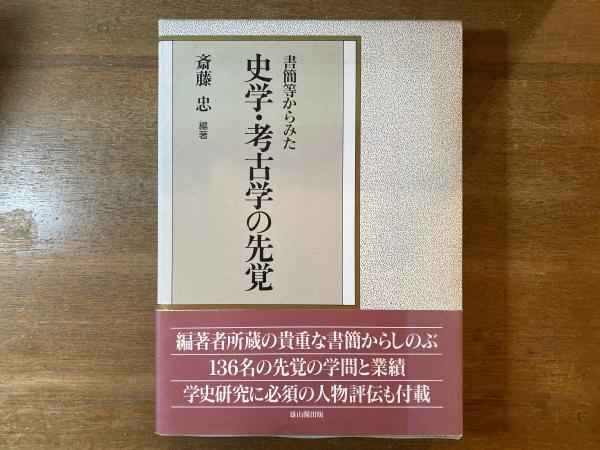 書簡等からみた
史学・考古学の先覚
斎藤 忠 編著
編著者所蔵の貴重な書簡からしのぶ
136名の先覚の学問と業績
学史研究に必須の人物評伝も付載
雄山閣出版